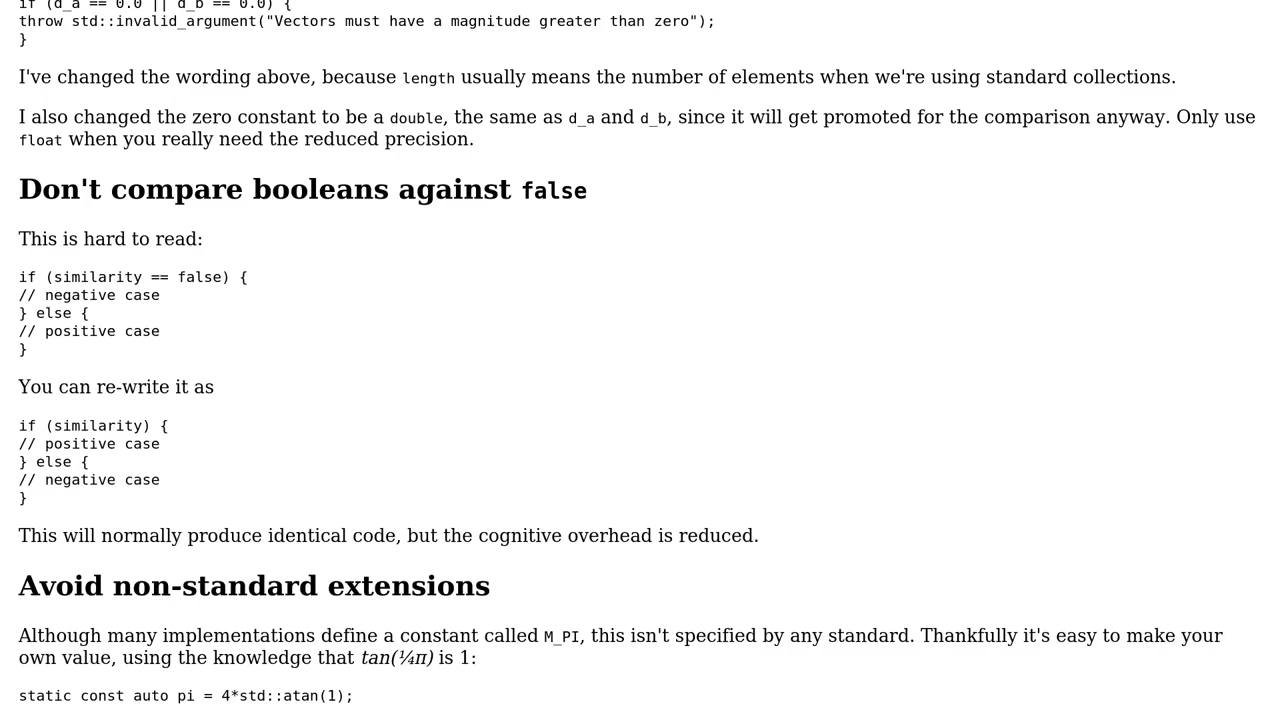 if (d_a == 0.0 || d_b == 0.0) {
throw std::invalid_argument("Vectors must have a magnitude greater than zero");
}
I've changed the wording above, because length usually means the number of elements when we're using standard collections.
I also changed the zero constant to be a double, the same as d_a and d_b, since it will get promoted for the comparison anyway. Only use
float when you really need the reduced precision.
Don't compare booleans against false
This is hard to read:
if (similarity == false) {
// negative case
} else {
// positive case
}
You can re-write it as
if (similarity) {
// positive case
} else {
// negative case
}
This will normally produce identical code, but the cognitive overhead is reduced.
Avoid non-standard extensions
Although many implementations define a constant called M_PI, this isn't specified by any standard. Thankfully it's easy to make your
own value, using the knowledge that tan(¼π) is 1:
static const auto pi = 4*std::atan(1);